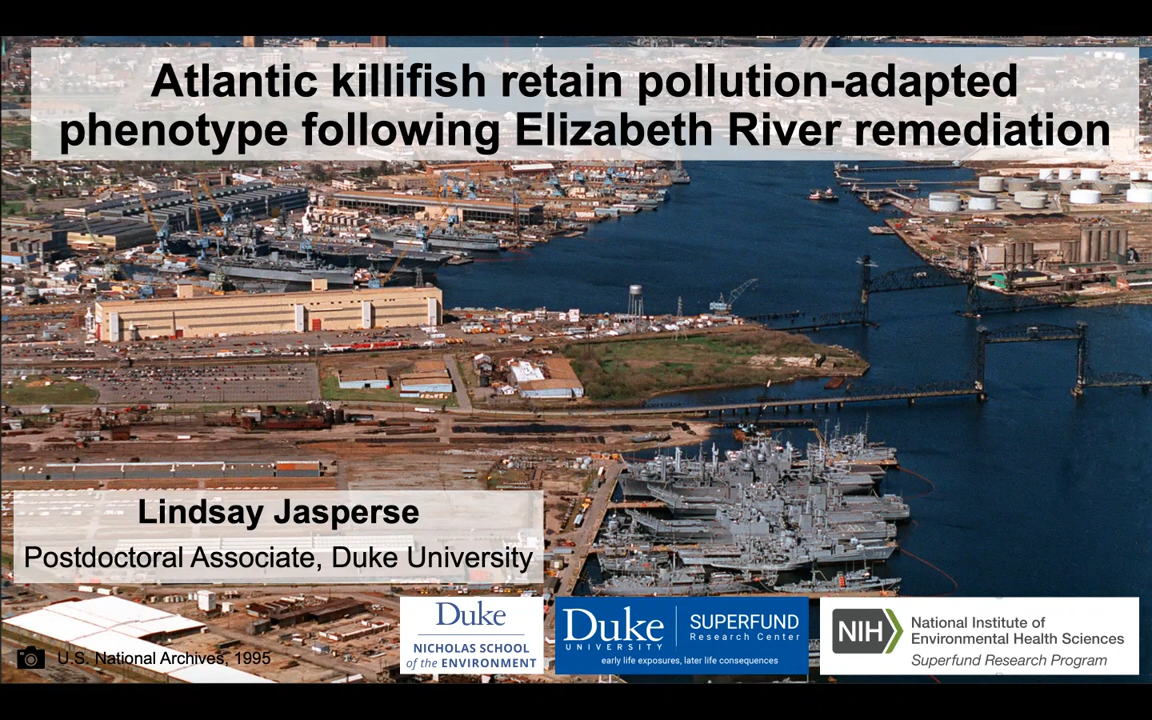 Atlantic killifish retain pollution-adapted
phenotype following Elizabeth River remediation
Lindsay Jasperse
Postdoctoral Associate, Duke University
U.S. National Archives, 1995
Duke
NICHOLAS SCHOOL
of the ENVIRONMENT
Duke
UNIVERSITY
SUPERFUND
Research Center
early life exposures, later life consequences
NIH
National Institute of
Environmental Health Sciences
Superfund Research Program